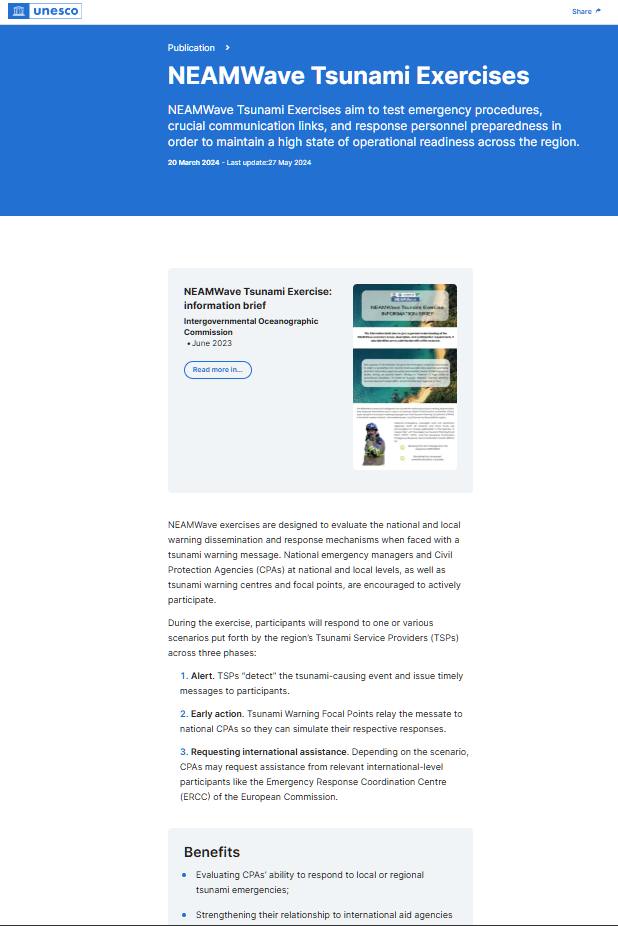 unesco
Share
Publication
NEAMWave Tsunami Exercises
NEAMWave Tsunami Exercises aim to test emergency procedures,
crucial communication links, and response personnel preparedness in
order to maintain a high state of operational readiness across the region.
20 March 2024 - Last update:27 May 2024
NEAMWave Tsunami Exercise:
information brief
Intergovernmental Oceanographic
Commission
• June 2023
Read more in...
NEAMWave Tsunami Exercise
INFORMATION BRIEF
NEAMWave exercises are designed to evaluate the national and local
warning dissemination and response mechanisms when faced with a
tsunami warning message. National emergency managers and Civil
Protection Agencies (CPAs) at national and local levels, as well as
tsunami warning centres and focal points, are encouraged to actively
participate.
During the exercise, participants will respond to one or various
scenarios put forth by the region's Tsunami Service Providers (TSPs)
across three phases:
1. Alert. TSPs "detect" the tsunami-causing event and issue timely
messages to participants.
2. Early action. Tsunami Warning Focal Points relay the messate to
national CPAs so they can simulate their respective responses.
3. Requesting international assistance. Depending on the scenario,
CPAs may request assistance from relevant international-level
participants like the Emergency Response Coordination Centre
(ERCC) of the European Commission.
Benefits
• Evaluating CPAs' ability to respond to local or regional
tsunami emergencies;
• Strengthening their relationship to international aid agencies